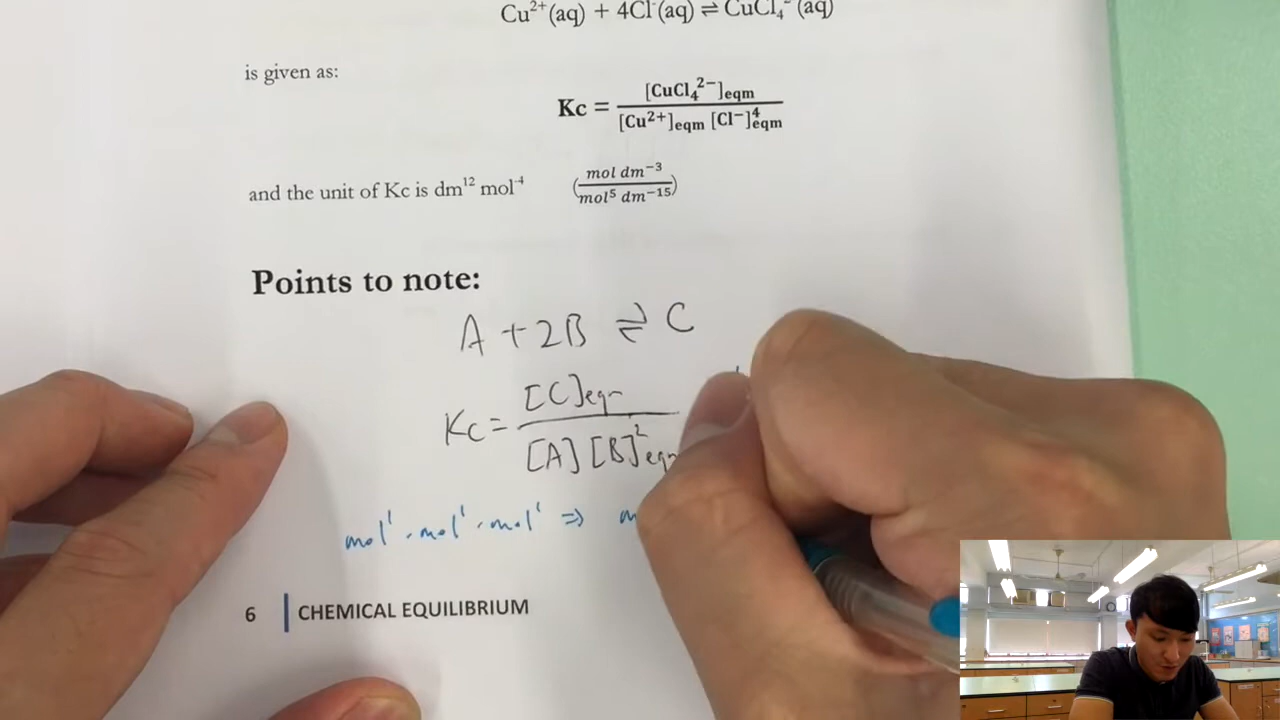 Cu²⁺(aq) + 4Cl⁻(aq) ⇌ CuCl₄²⁻(aq)
is given as:
Kc = [CuCl₄²⁻]eqm / [Cu²⁺]eqm [Cl⁻]⁴eqm
and the unit of Kc is dm¹² mol⁻⁴ (mol dm⁻³ / mol⁵ dm⁻¹⁵)
Points to note:
A + 2B ⇌ C
Kc = [C]eqm / [A][B]²eqm
mol¹ · mol¹ · mol¹ ⇒
6 | CHEMICAL EQUILIBRIUM